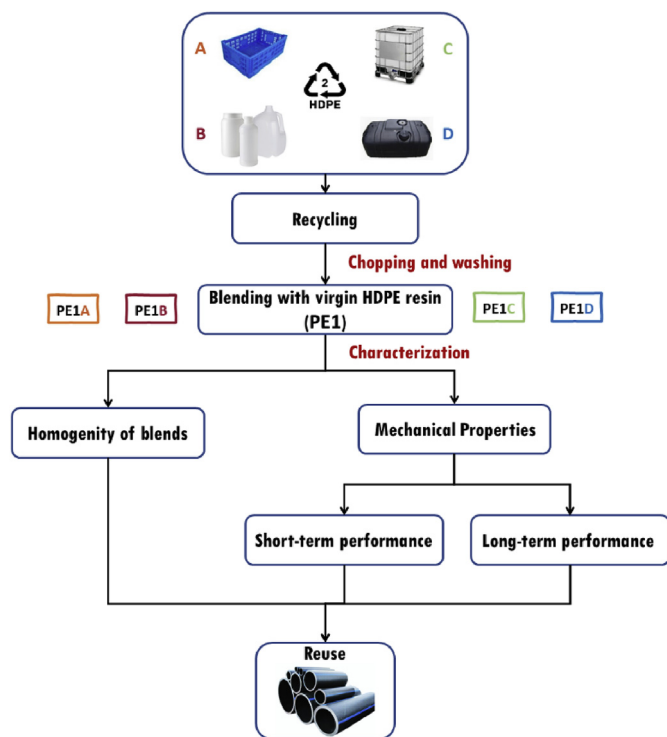 A
C
2
HDPE
B
D
Recycling
Chopping and washing
Blending with virgin HDPE resin
(PE1)
PE1A
PE1B
PE1C
PE1D
Characterization
Homogenity of blends
Mechanical Properties
Short-term performance
Long-term performance
Reuse